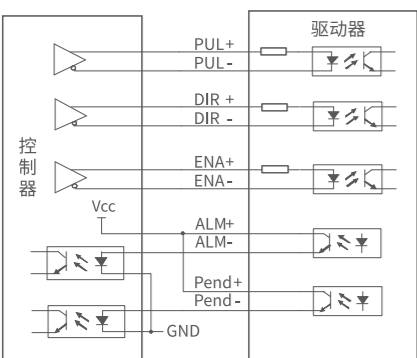 驱动器
PUL+
PUL-
DIR +
DIR -
控制器
ENA+
ENA-
Vcc
ALM+
ALM-
Pend+
Pend-
GND